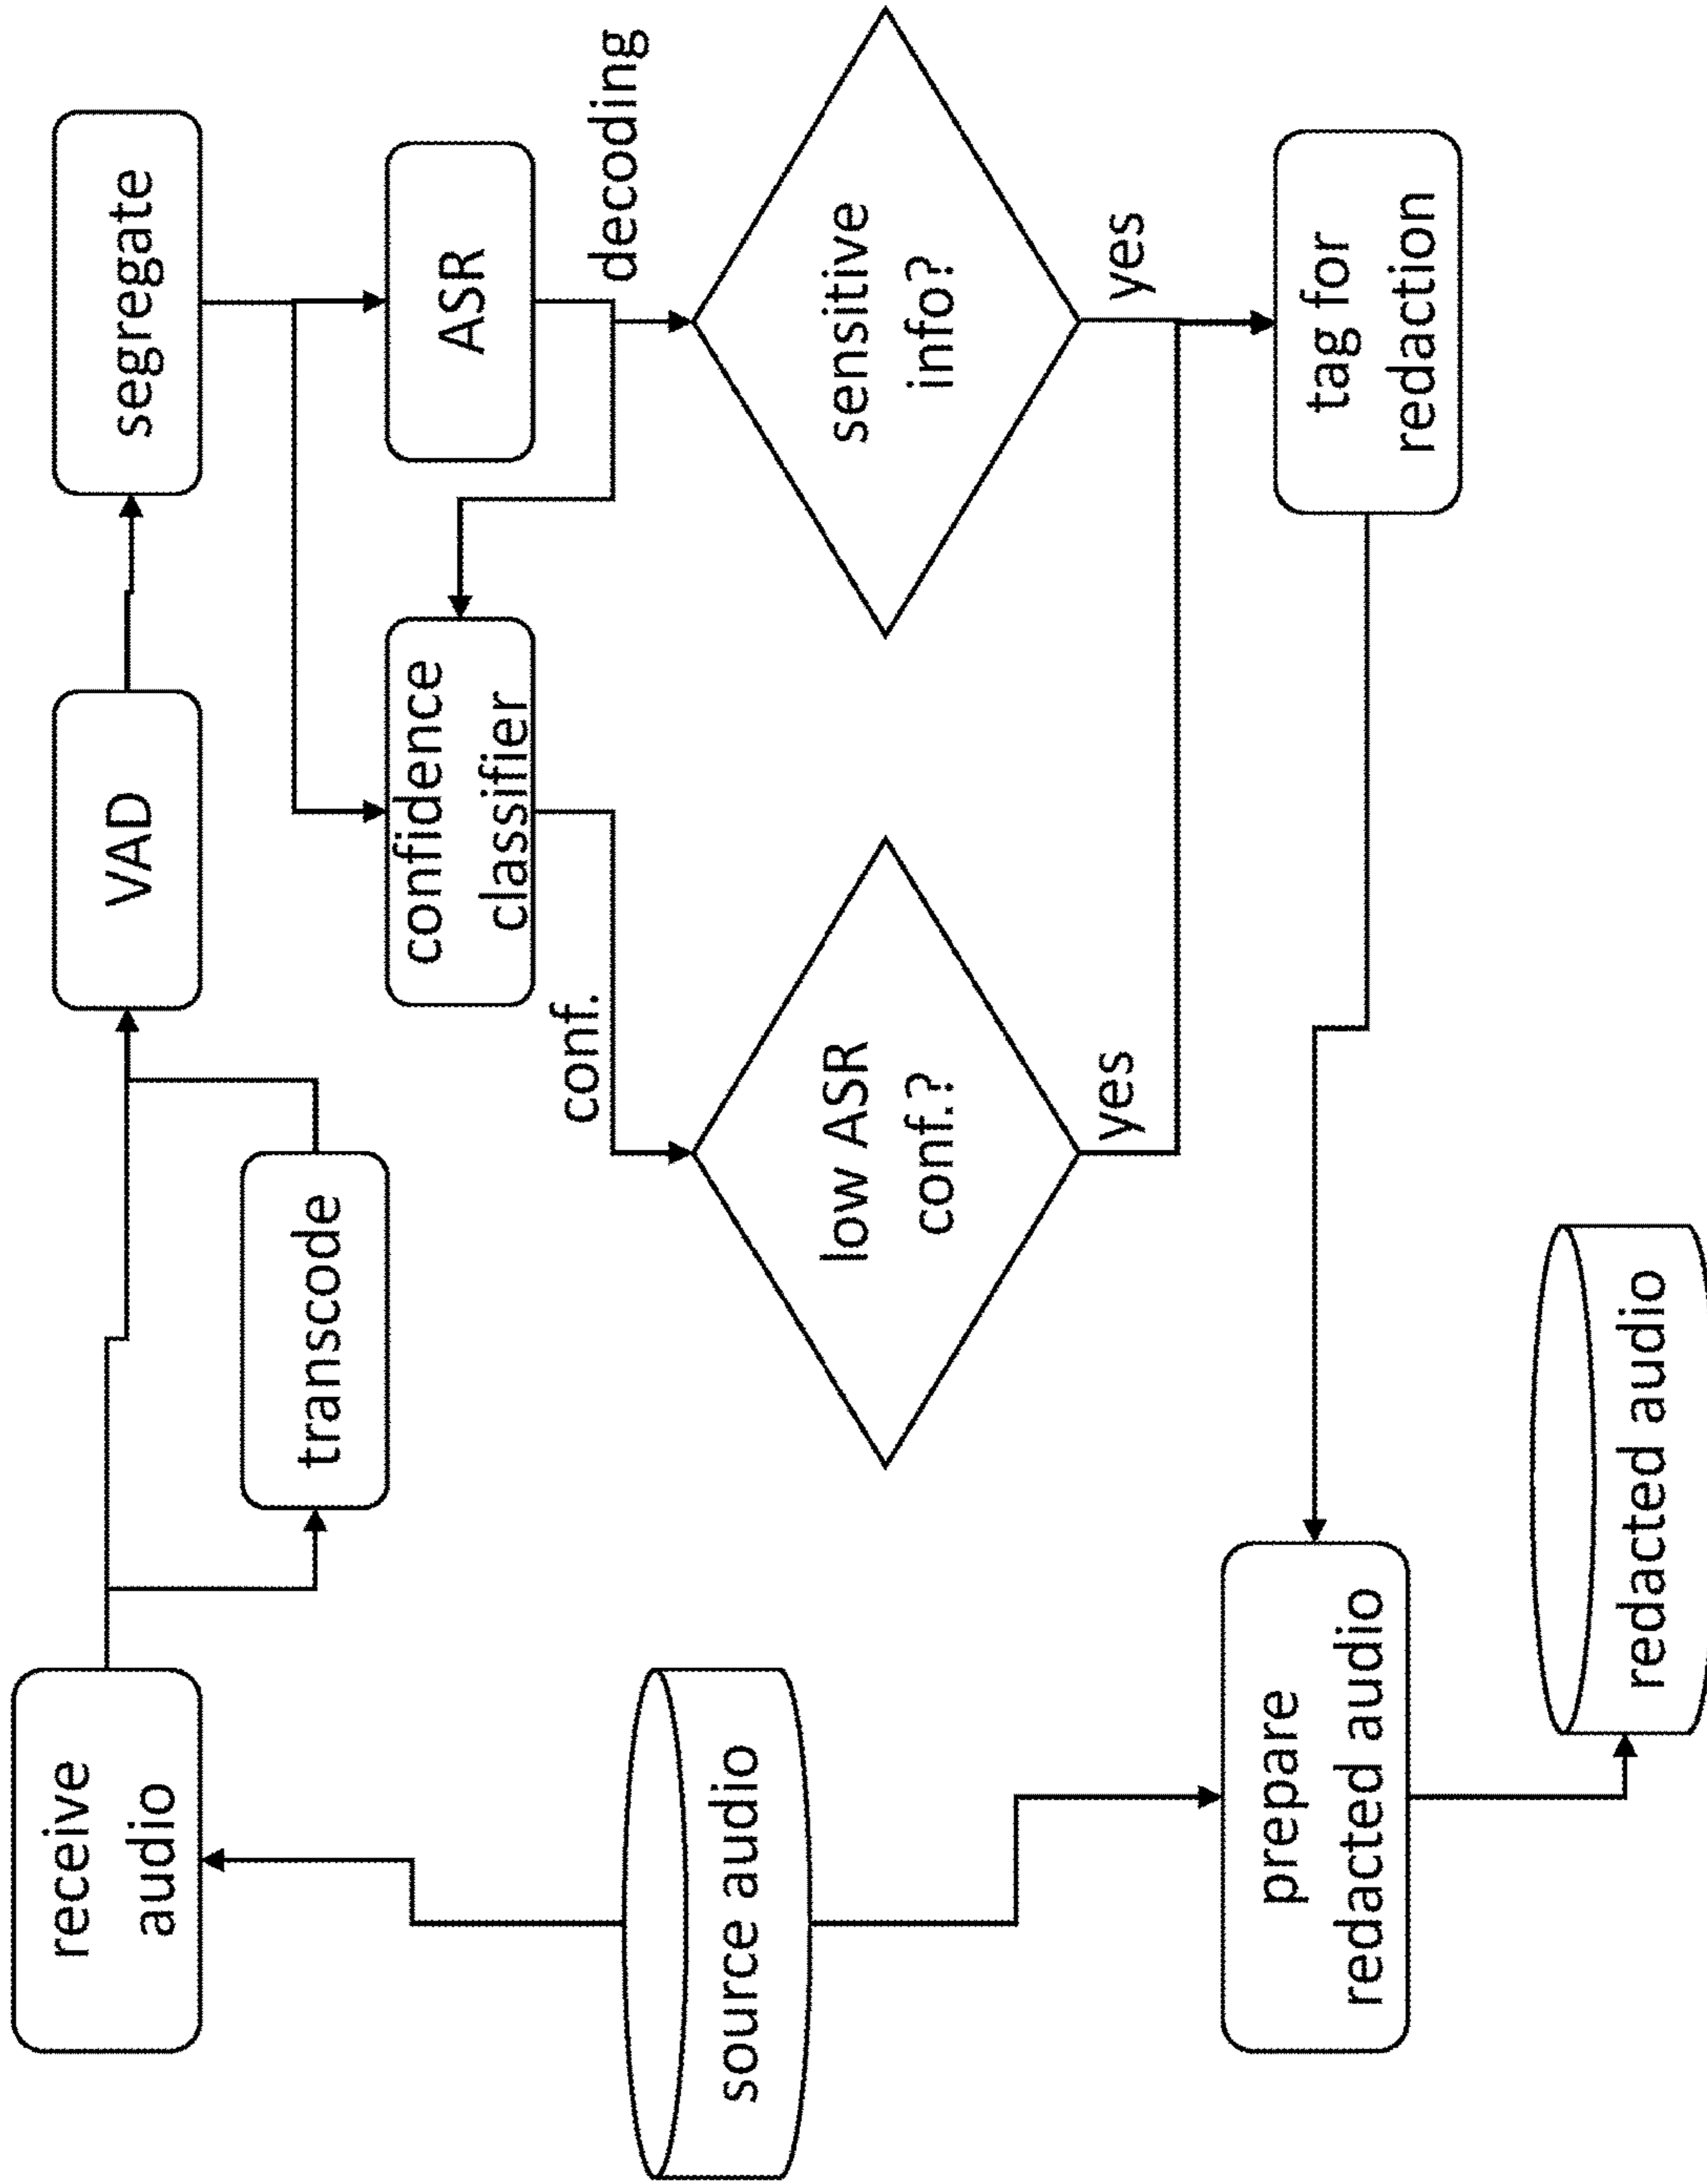 receive
audio
VAD
segregate
transcode
confidence
classifier
ASR
conf.
decoding
source audio
low ASR
conf.?
sensitive
info?
yes
yes
prepare
redacted audio
tag for
redaction
redacted audio